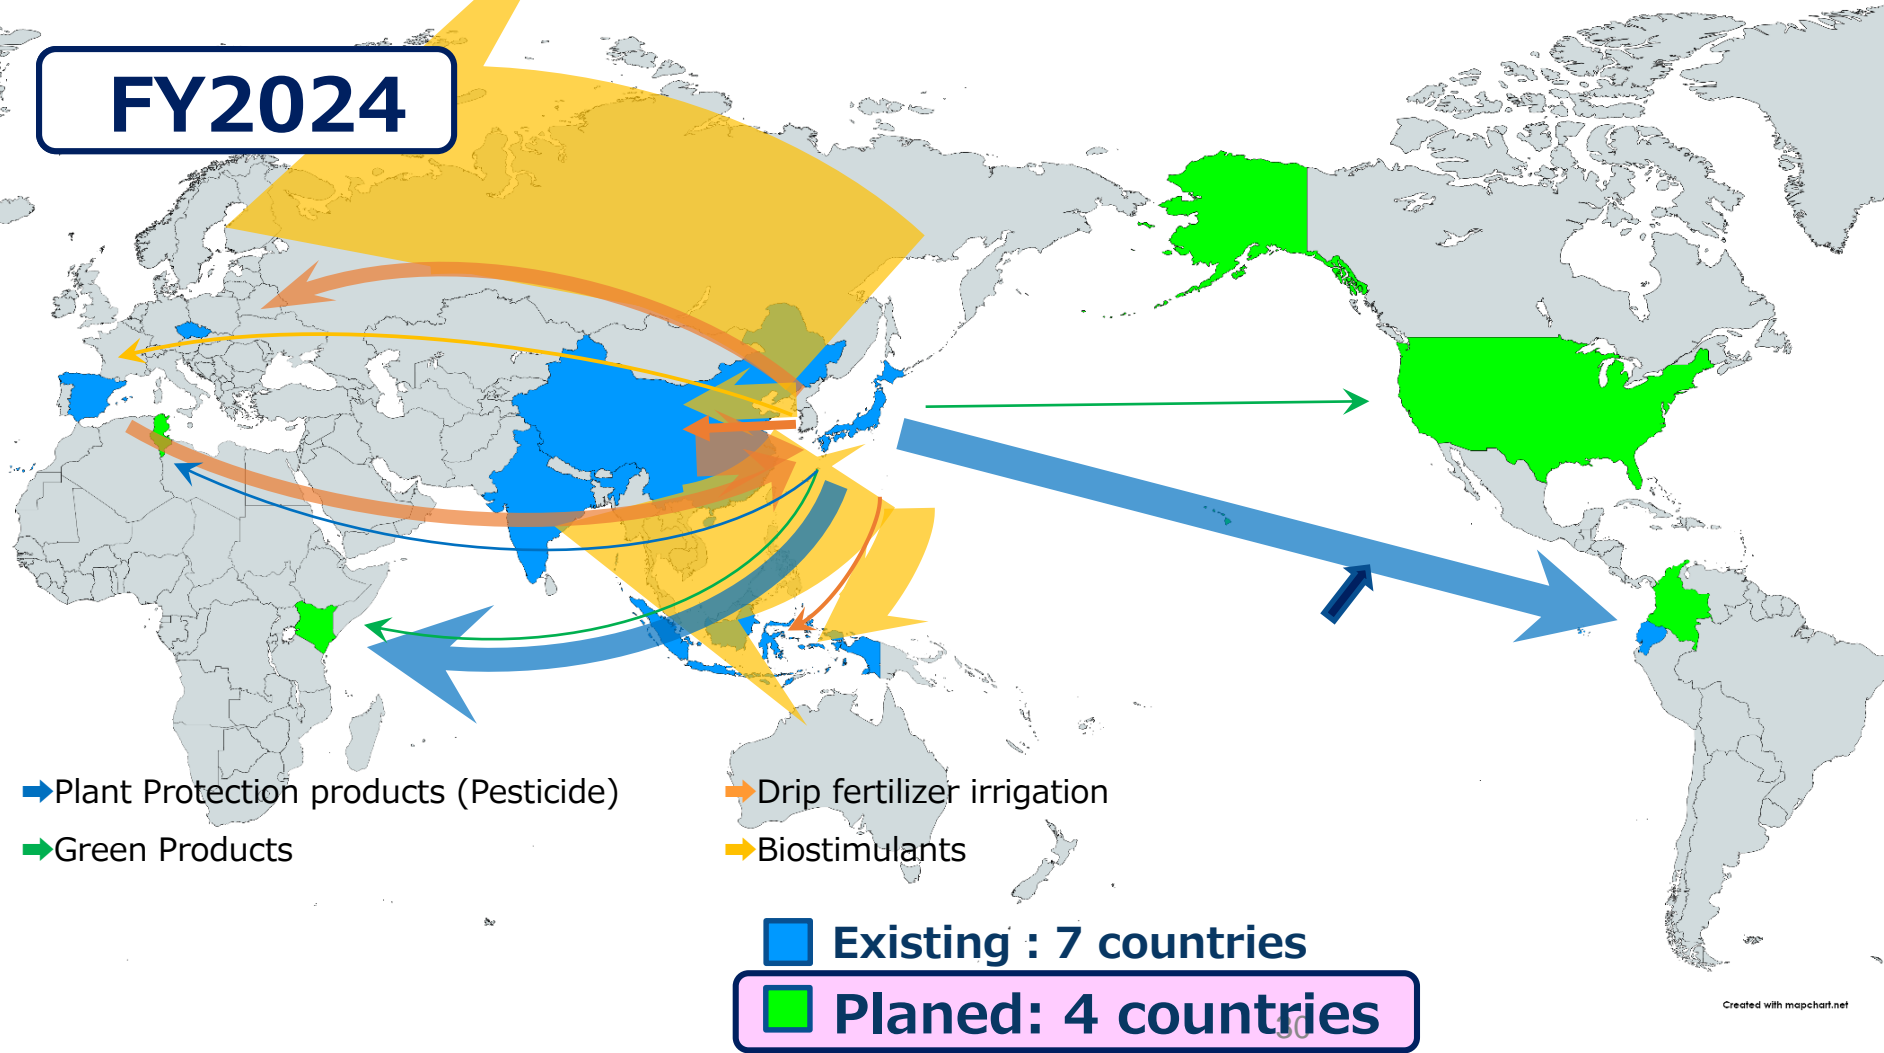 FY2024
Plant Protection products (Pesticide)
Drip fertilizer irrigation
Green Products
Biostimulants
Existing : 7 countries
Planed: 4 countries
30
Created with mapchart.net